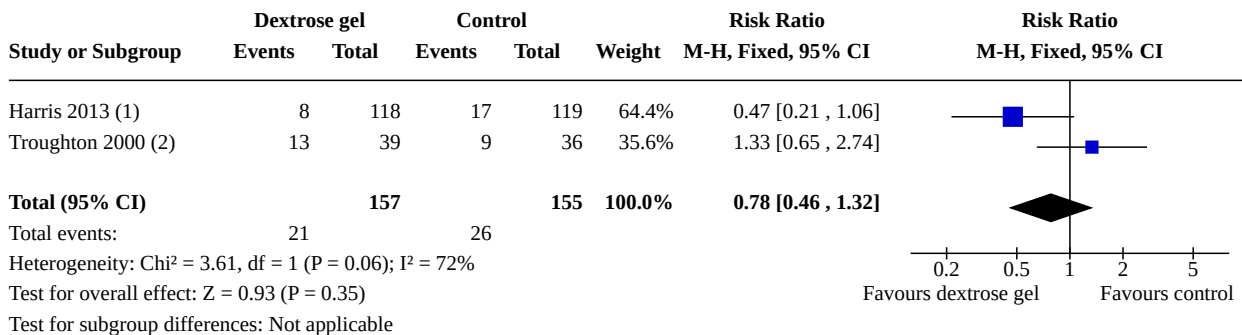 Dextrose gel Control Risk Ratio Risk Ratio
Study or Subgroup Events Total Events Total Weight M-H, Fixed, 95% CI M-H, Fixed, 95% CI
Harris 2013 (1) 8 118 17 119 64.4% 0.47 [0.21 , 1.06]
Troughton 2000 (2) 13 39 9 36 35.6% 1.33 [0.65 , 2.74]
Total (95% CI) 157 155 100.0% 0.78 [0.46 , 1.32]
Total events: 21 26
Heterogeneity: Chi² = 3.61, df = 1 (P = 0.06); I² = 72%
0.2 0.5 1 2 5
Test for overall effect: Z = 0.93 (P = 0.35)
Favours dextrose gel Favours control
Test for subgroup differences: Not applicable